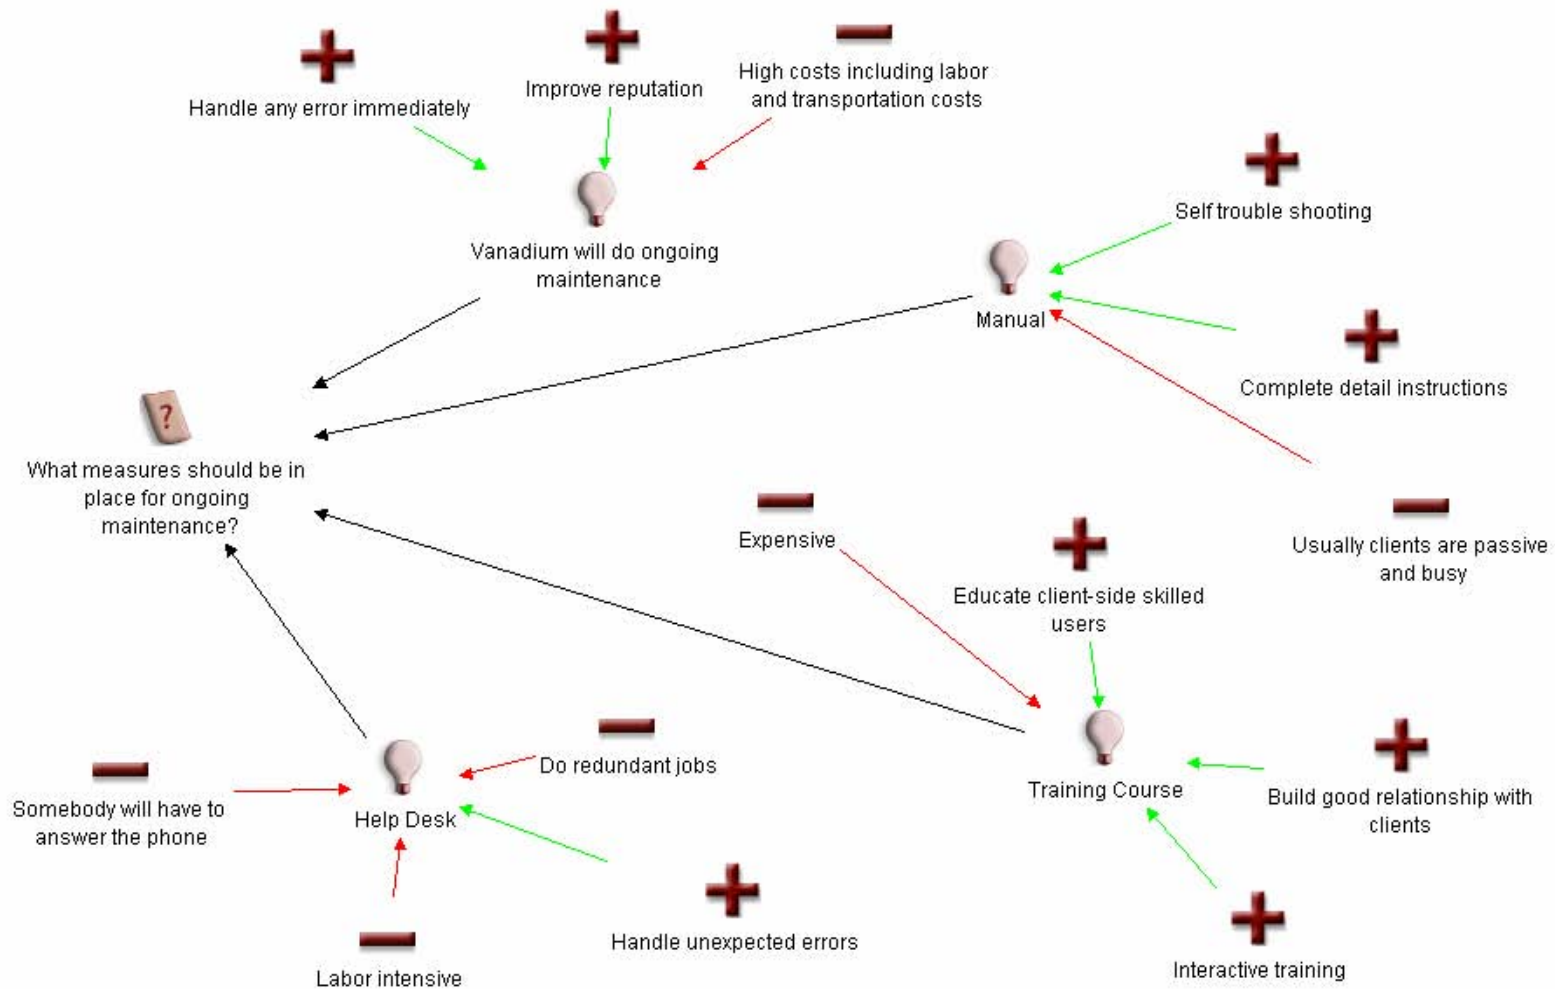 Handle any error immediately
Improve reputation
High costs including labor
and transportation costs
Vanadium will do ongoing
maintenance
Self trouble shooting
Manual
Complete detail instructions
Usually clients are passive
and busy
?
What measures should be in
place for ongoing
maintenance?
Expensive
Educate client-side skilled
users
Training Course
Build good relationship with
clients
Interactive training
Do redundant jobs
Somebody will have to
answer the phone
Help Desk
Handle unexpected errors
Labor intensive